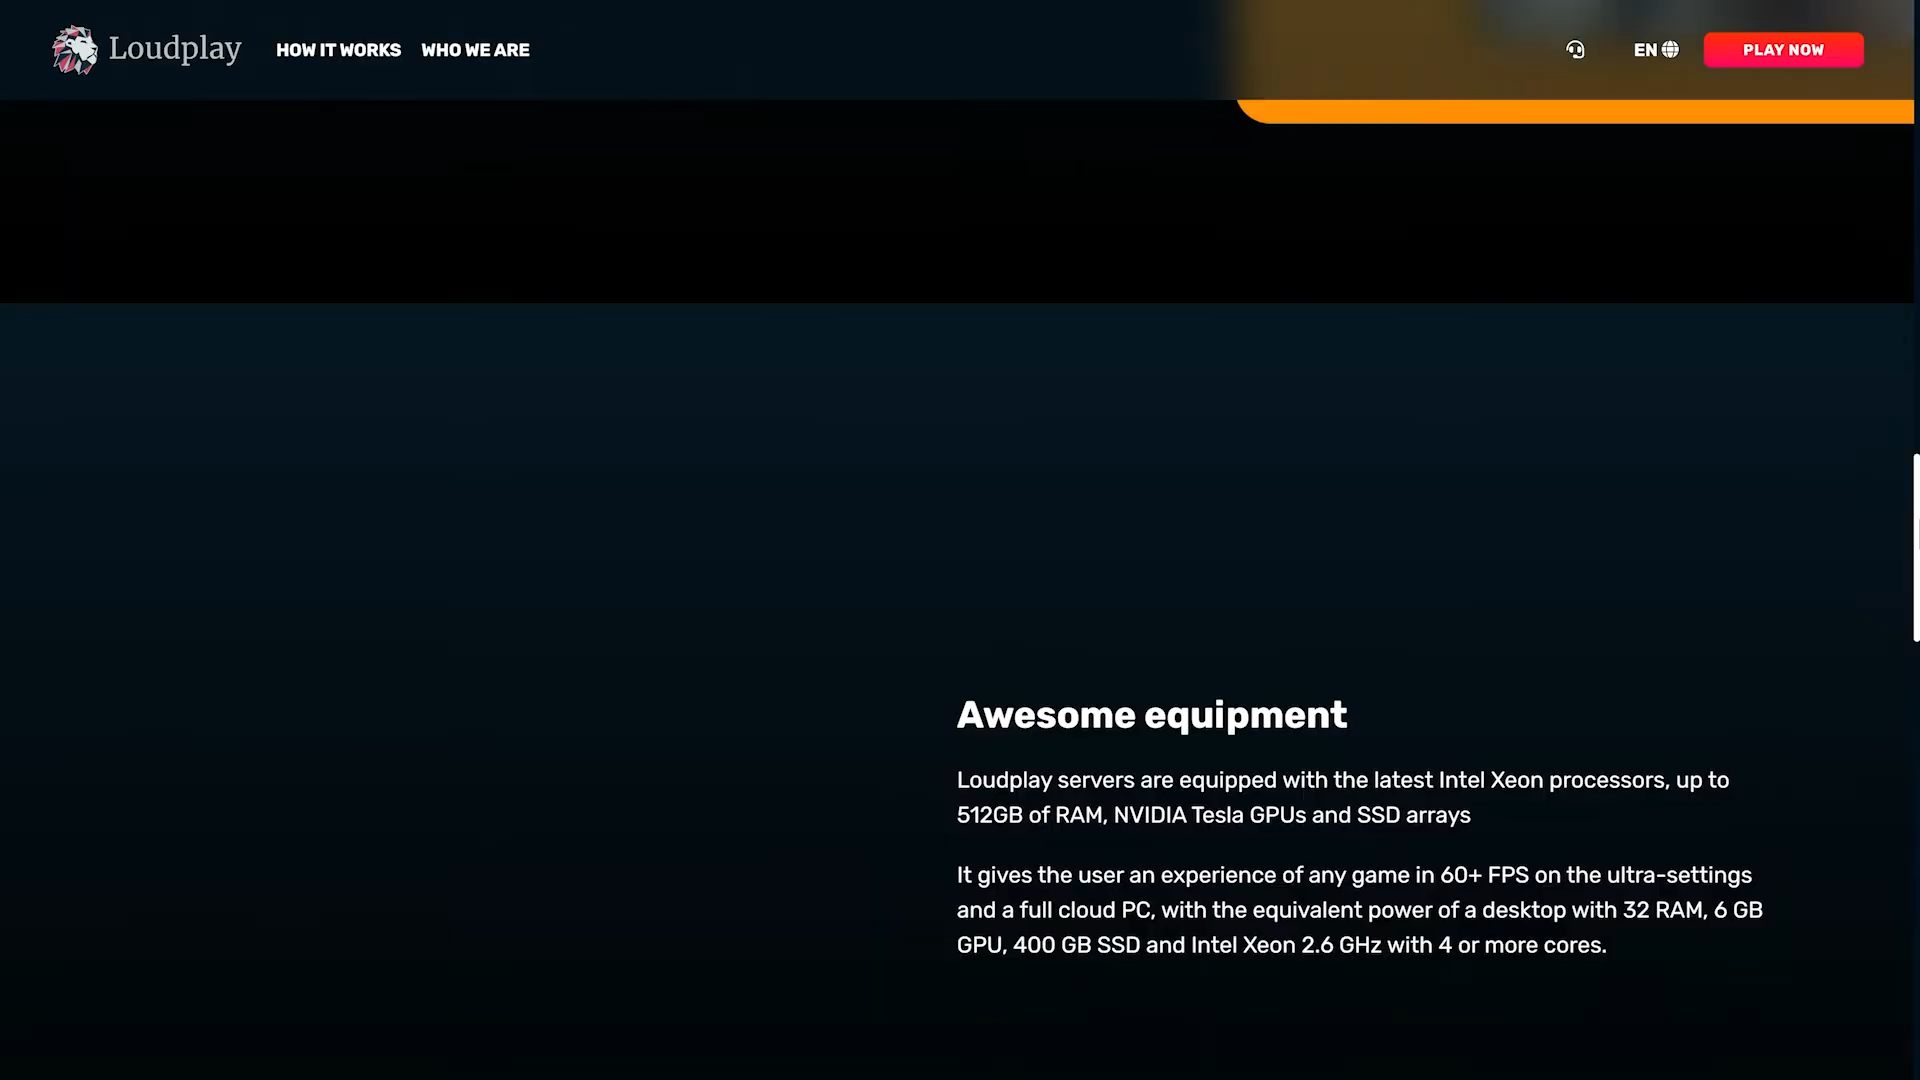 Loudplay HOW IT WORKS WHO WE ARE EN PLAY NOW
Awesome equipment
Loudplay servers are equipped with the latest Intel Xeon processors, up to
512GB of RAM, NVIDIA Tesla GPUs and SSD arrays
It gives the user an experience of any game in 60+ FPS on the ultra-settings
and a full cloud PC, with the equivalent power of a desktop with 32 RAM, 6 GB
GPU, 400 GB SSD and Intel Xeon 2.6 GHz with 4 or more cores.